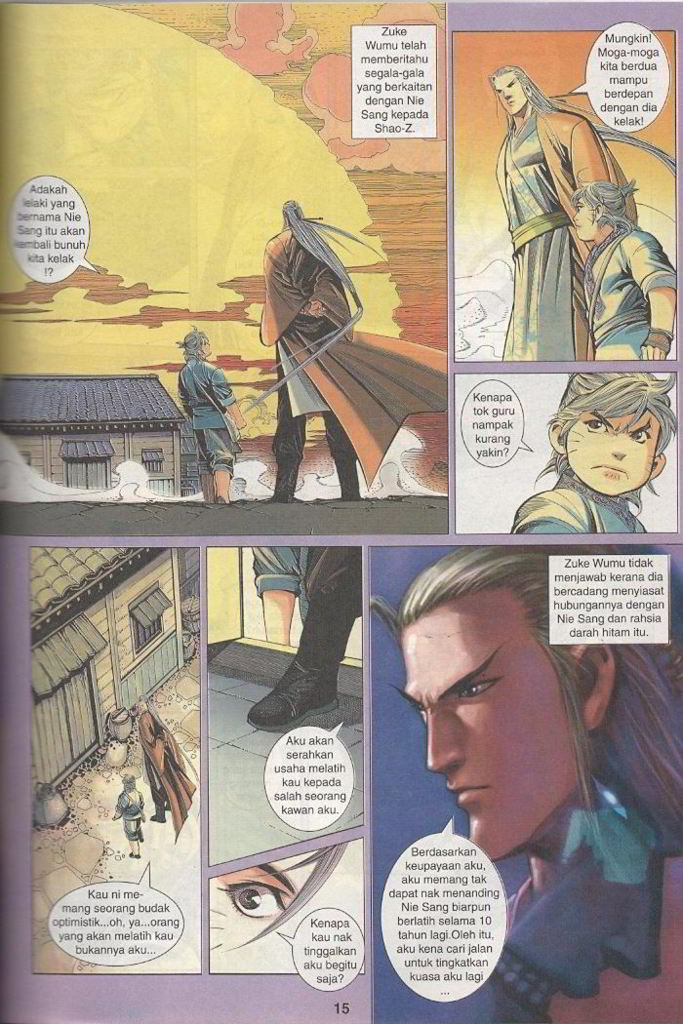 Zuke
Wumu telah
memberitahu
segala-gala
yang berkaitan
dengan Nie
Sang kepada
Shao-Z.
Adakah
lelaki yang
bernama Nie
Sang itu akan
kembali bunuh
kita kelak
!?
Mungkin!
Moga-moga
kita berdua
mampu
berdepan
dengan dia
kelak!
Kenapa
tok guru
nampak
kurang
yakin?
Kau ni me-
mang seorang budak
optimistik...oh, ya...orang
yang akan melatih kau
bukannya aku...
Aku akan
serahkan
usaha melatih
kau kepada
salah seorang
kawan aku.
Kenapa
kau nak
tinggalkan
aku begitu
saja?
Zuke Wumu tidak
menjawab kerana dia
bercadang menyiasat
hubungannya dengan
Nie Sang dan rahsia
darah hitam itu.
Berdasarkan
keupayaan aku,
aku memang tak
dapat nak menanding
Nie Sang biarpun
berlatih selama 10
tahun lagi.Oleh itu,
aku kena cari jalan
untuk tingkatkan
kuasa aku lagi
...
15